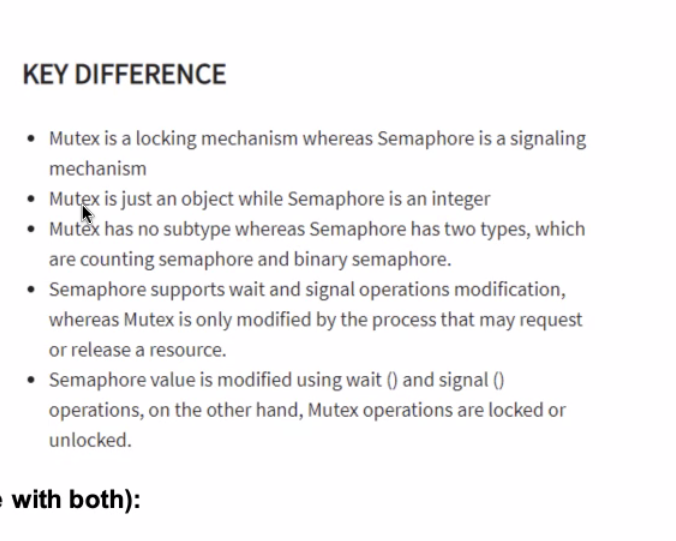 KEY DIFFERENCE
• Mutex is a locking mechanism whereas Semaphore is a signaling
mechanism
• Mutex is just an object while Semaphore is an integer
• Mutex has no subtype whereas Semaphore has two types, which
are counting semaphore and binary semaphore.
• Semaphore supports wait and signal operations modification,
whereas Mutex is only modified by the process that may request
or release a resource.
• Semaphore value is modified using wait () and signal ()
operations, on the other hand, Mutex operations are locked or
unlocked.
with both):